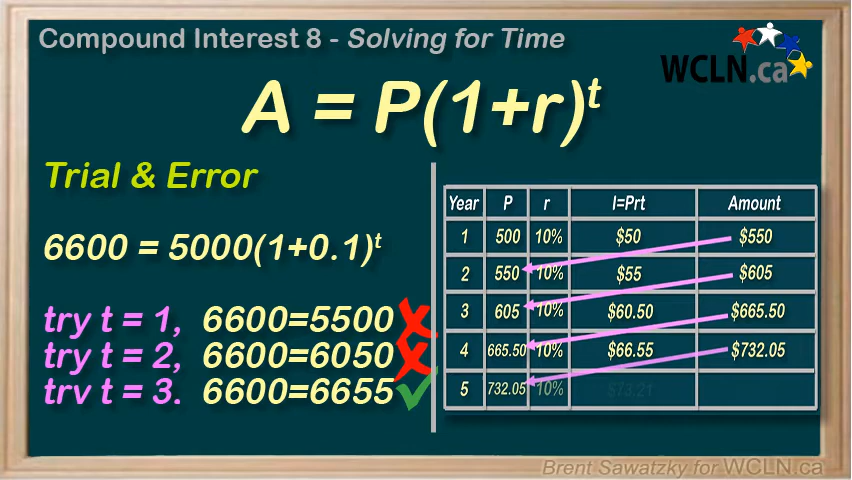 Compound Interest 8 - Solving for Time
WCLN.ca
A = P(1+r)^t
Trial & Error
6600 = 5000(1+0.1)^t
try t = 1, 6600=5500
try t = 2, 6600=6050
try t = 3. 6600=6655
Year P r I=Prt Amount
1 500 10% $50 $550
2 550 10% $55 $605
3 605 10% $60.50 $665.50
4 665.50 10% $66.55 $732.05
5 732.05 10% $73.21
Brent Sawatzky for WCLN.ca